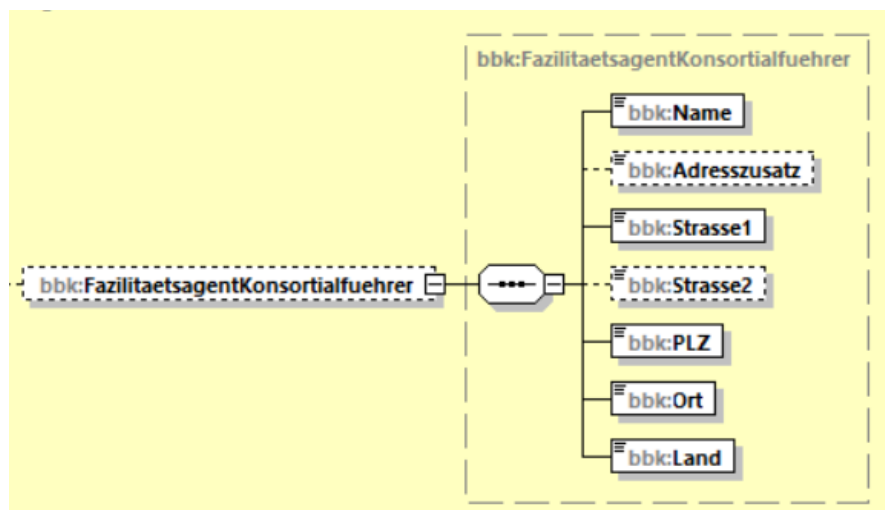 bbk:FazilitaetsagentKonsortialfuehrer
bbk:Name
bbk:Adresszusatz
bbk:Strasse1
bbk:FazilitaetsagentKonsortialfuehrer
bbk:Strasse2
bbk:PLZ
bbk:Ort
bbk:Land